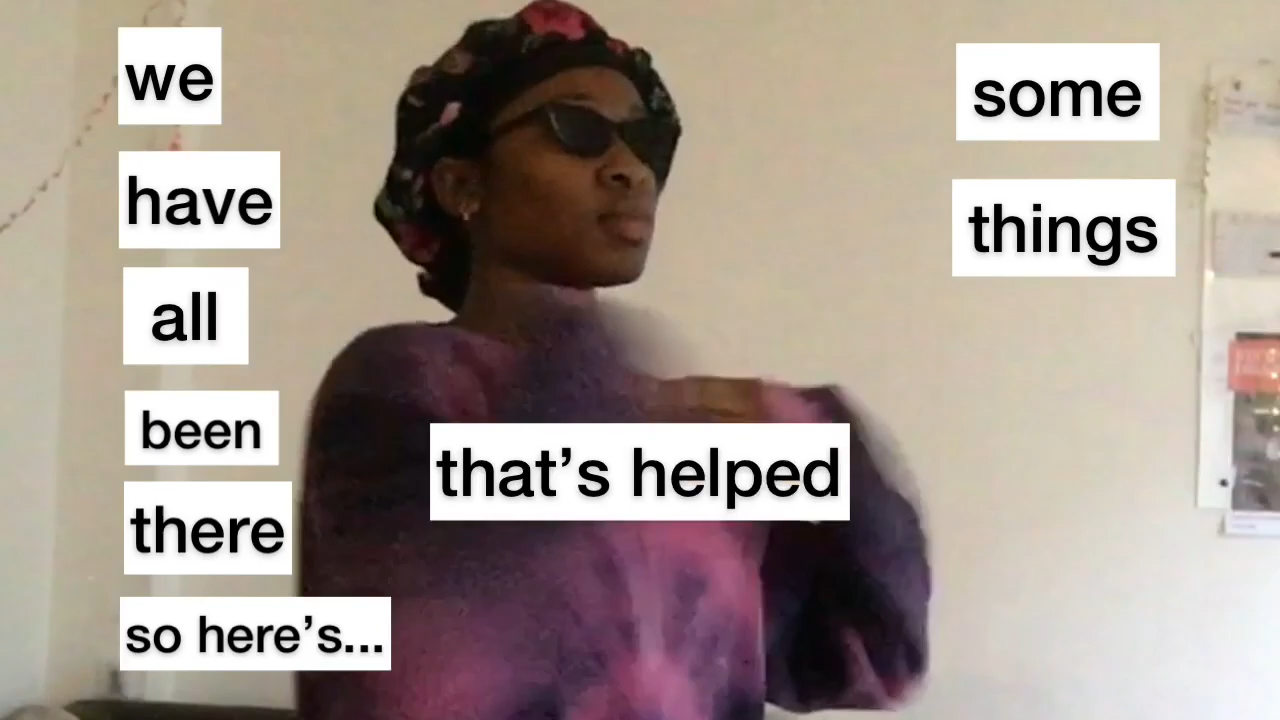 we
have
all
been
there
so here’s...
some
things
that’s helped